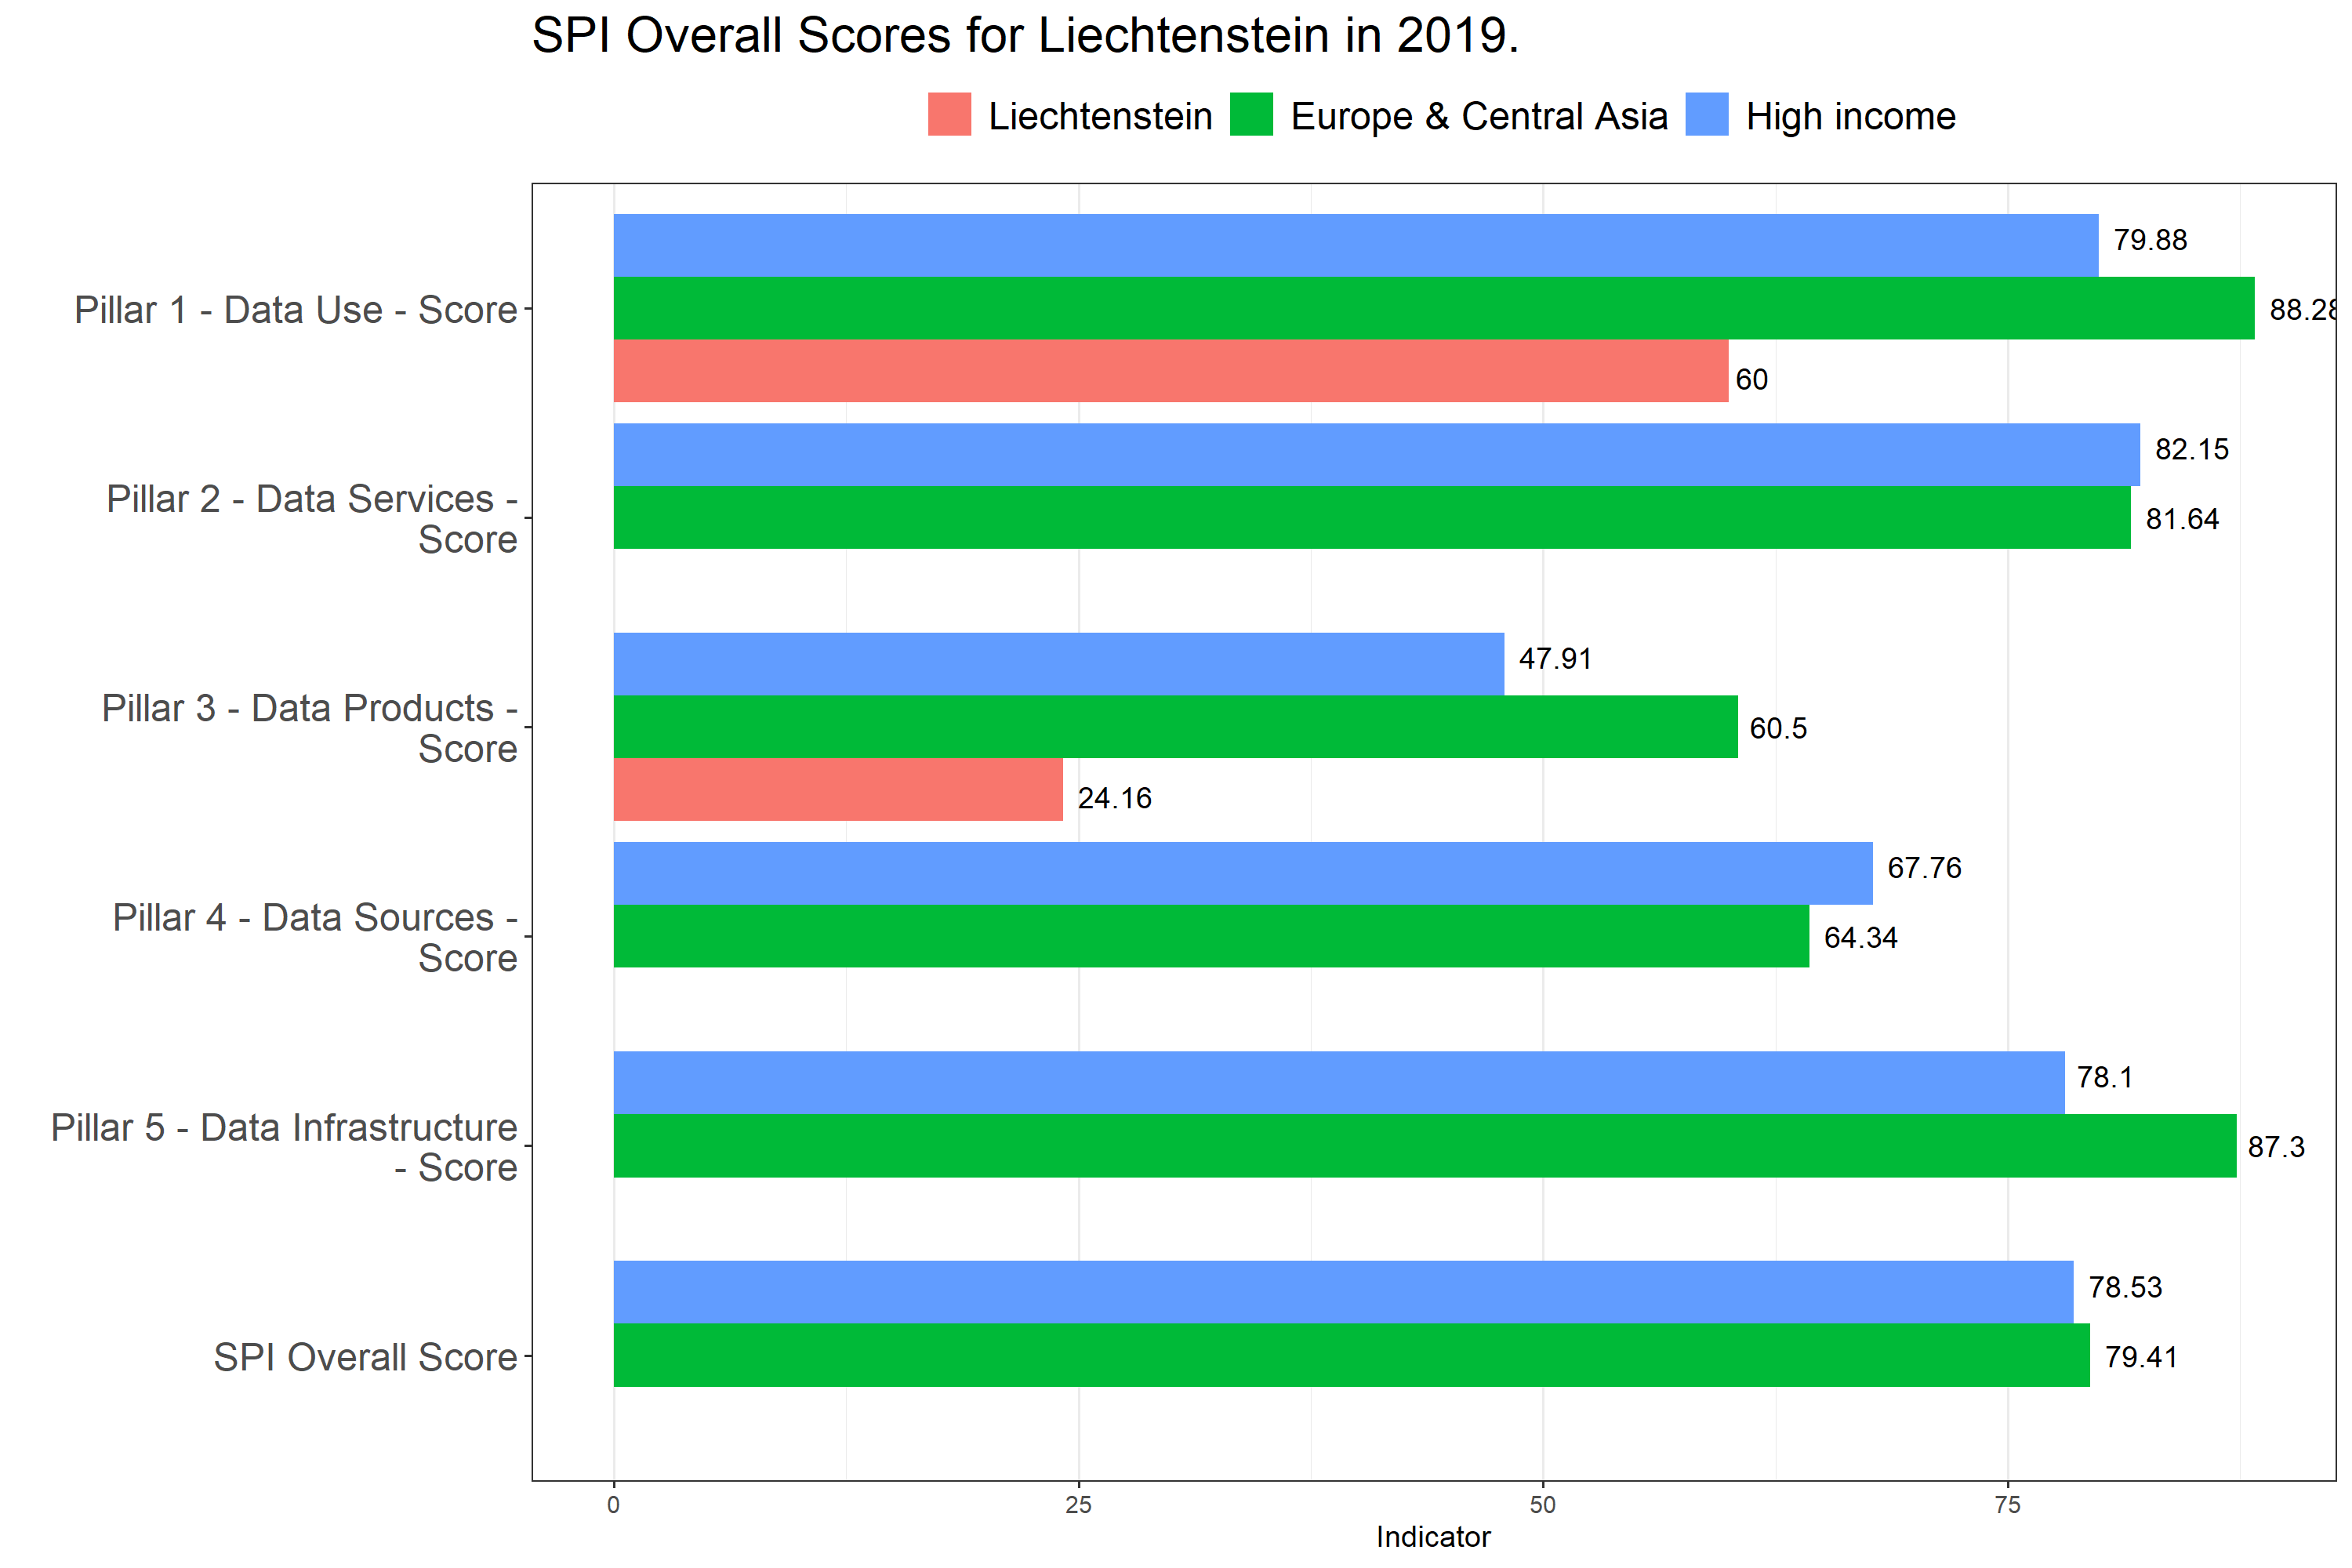 SPI Overall Scores for Liechtenstein in 2019.
Liechtenstein Europe & Central Asia High income
Pillar 1 - Data Use - Score
79.88
88.28
60
Pillar 2 - Data Services -
Score
82.15
81.64
Pillar 3 - Data Products -
Score
47.91
60.5
24.16
Pillar 4 - Data Sources -
Score
67.76
64.34
Pillar 5 - Data Infrastructure
- Score
78.1
87.3
SPI Overall Score
78.53
79.41
0 25 50 75
Indicator